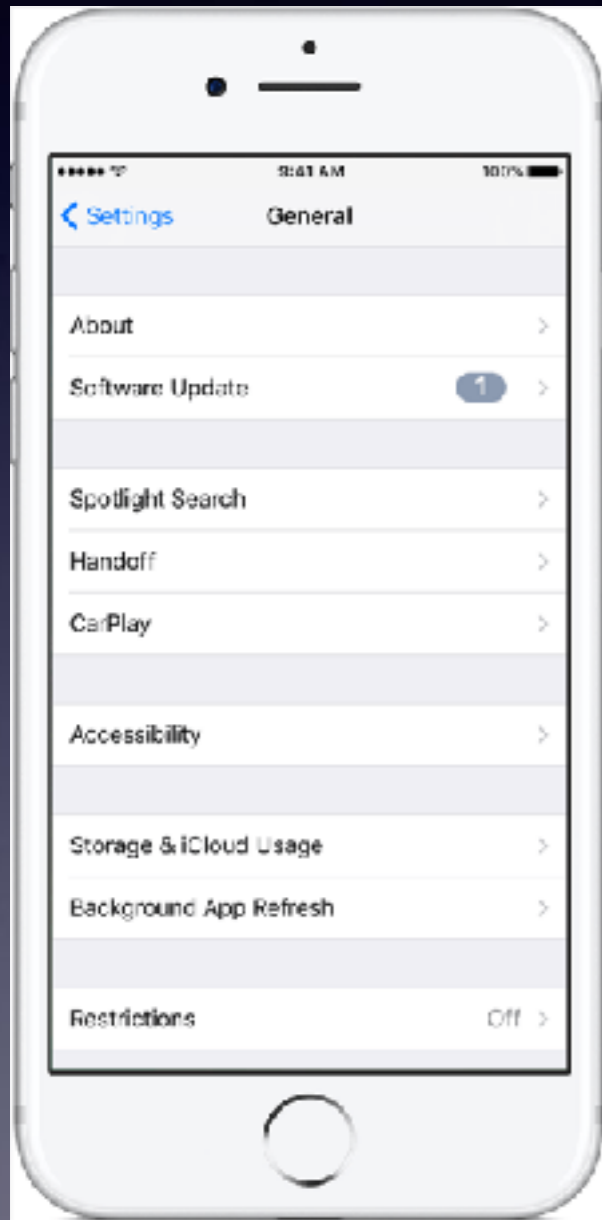 9:41 AM 100%
Settings General
About
Software Update 1
Spotlight Search
Handoff
CarPlay
Accessibility
Storage & iCloud Usage
Background App Refresh
Restrictions Off